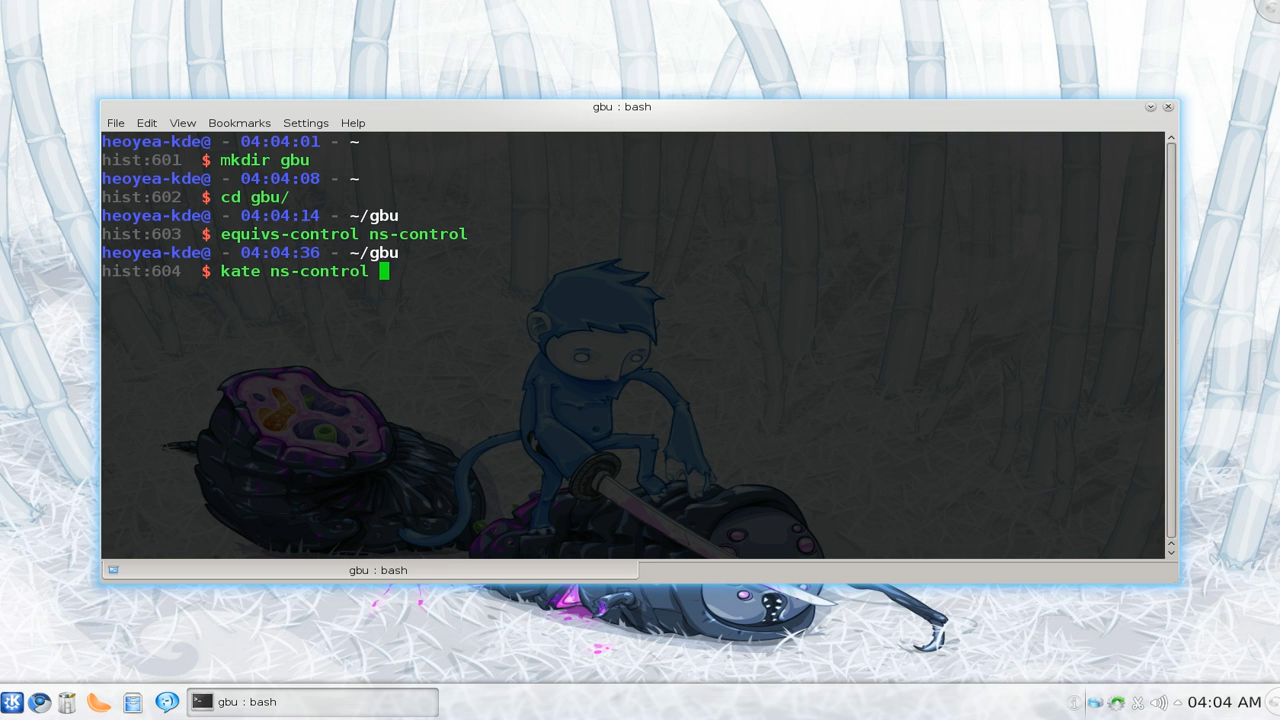 gbu : bash
File Edit View Bookmarks Settings Help
heoyea-kde@ - 04:04:01 - ~
hist:601 $ mkdir gbu
heoyea-kde@ - 04:04:08 - ~
hist:602 $ cd gbu/
heoyea-kde@ - 04:04:14 - ~/gbu
hist:603 $ equivs-control ns-control
heoyea-kde@ - 04:04:36 - ~/gbu
hist:604 $ kate ns-control
gbu : bash
gbu : bash
04:04 AM